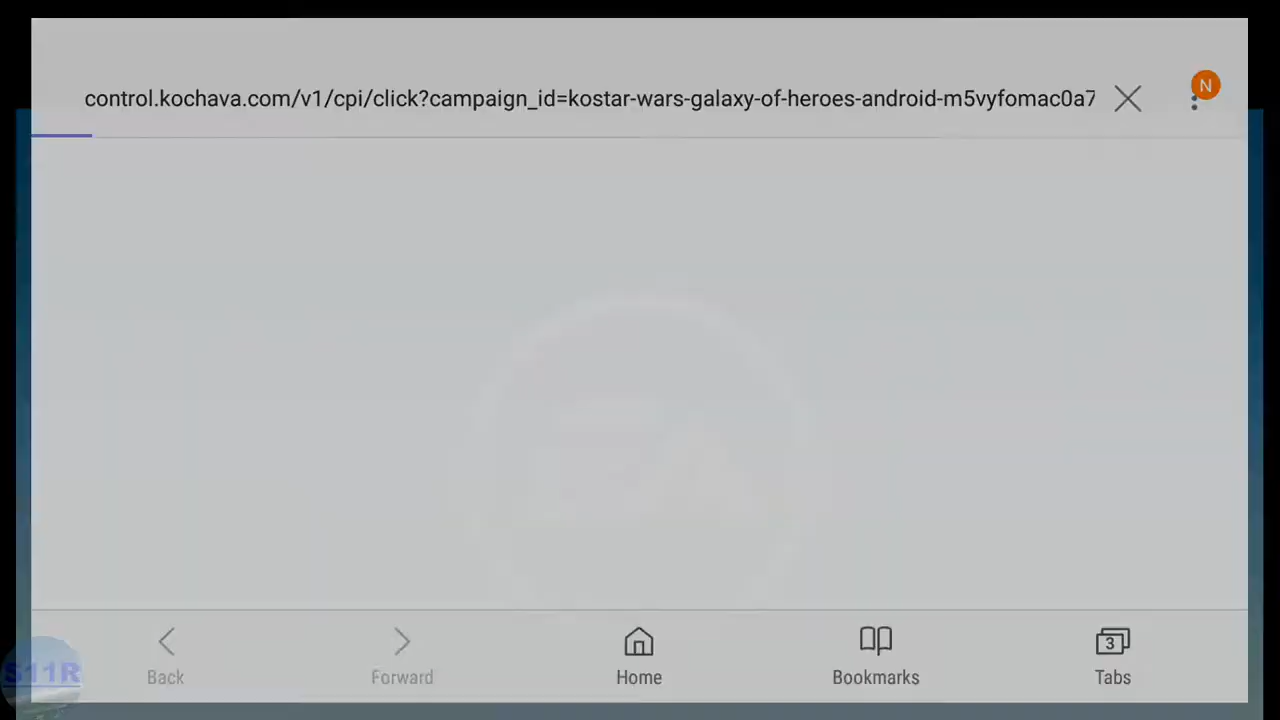 control.kochava.com/v1/cpi/click?campaign_id=kostar-wars-galaxy-of-heroes-android-m5vyfomac0a7
N
Back
Forward
Home
Bookmarks
3
Tabs
S11R